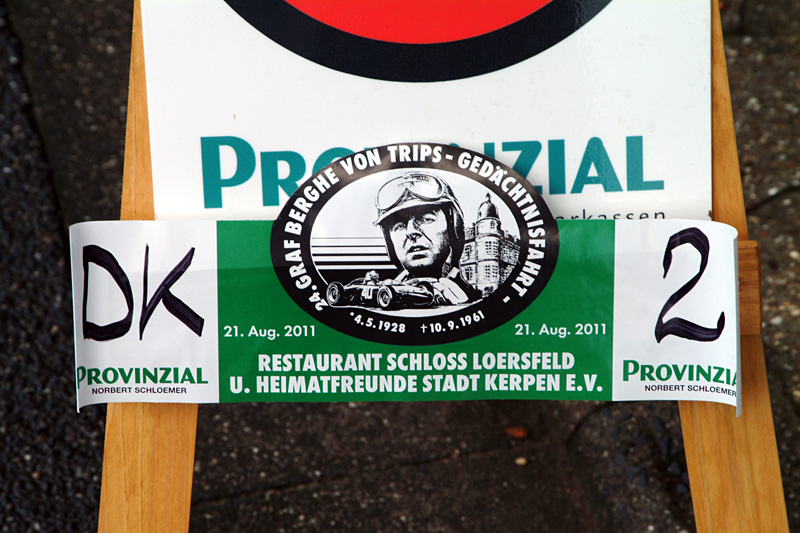 PROVINZIAL
24. GRAF BERGHE VON TRIPS - GEDÄCHTNISFAHRT -
DK
2
21. Aug. 2011
*4.5.1928 †10.9.1961
21. Aug. 2011
RESTAURANT SCHLOSS LOERSFELD
U. HEIMATFREUNDE STADT KERPEN E.V.
PROVINZIAL
NORBERT SCHLOEMER
PROVINZIAL
NORBERT SCHLOEMER